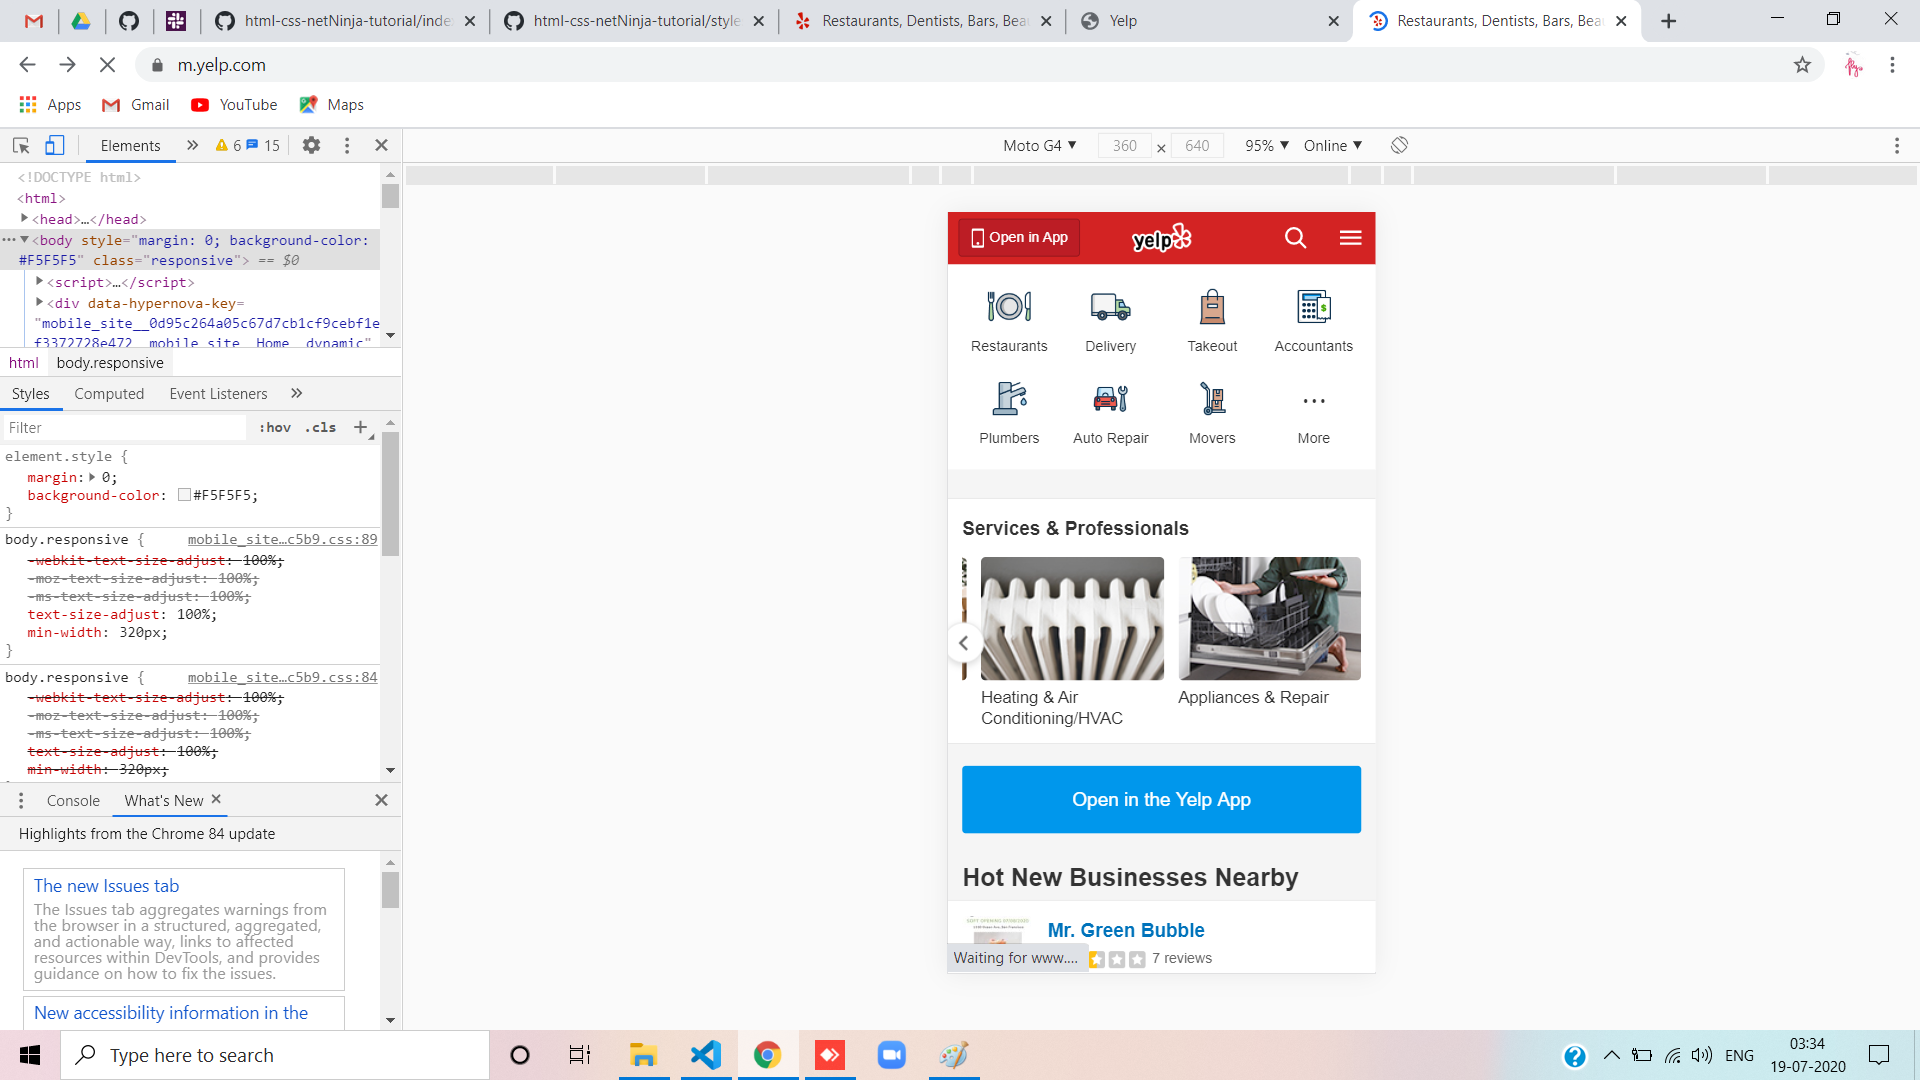 html-css-netNinja-tutorial/inde
html-css-netNinja-tutorial/style
Restaurants, Dentists, Bars, Bea
Yelp
Restaurants, Dentists, Bars, Bea
m.yelp.com
Apps
Gmail
YouTube
Maps
Elements
6
15
Moto G4
360
×
640
95%
Online
<!DOCTYPE html>
<html>
<head>…</head>
<body style="margin: 0; background-color:
#F5F5F5" class="responsive"> == $0
<script>…</script>
<div data-hypernova-key=
"mobile_site__0d95c264a05c67d7cb1cf9cebf1e
f3372728e472__mobile_site__Home__dynamic"
html
body.responsive
Styles
Computed
Event Listeners
Filter
:hov
.cls
element.style {
margin: 0;
background-color: #F5F5F5;
}
body.responsive {
mobile_site…c5b9.css:89
-webkit-text-size-adjust: 100%;
-moz-text-size-adjust: 100%;
-ms-text-size-adjust: 100%;
text-size-adjust: 100%;
min-width: 320px;
}
body.responsive {
mobile_site…c5b9.css:84
-webkit-text-size-adjust: 100%;
-moz-text-size-adjust: 100%;
-ms-text-size-adjust: 100%;
text-size-adjust: 100%;
min-width: 320px;
Console
What's New
Highlights from the Chrome 84 update
The new Issues tab
The Issues tab aggregates warnings from
the browser in a structured, aggregated,
and actionable way, links to affected
resources within DevTools, and provides
guidance on how to fix the issues.
New accessibility information in the
Open in App
yelp
Restaurants
Delivery
Takeout
Accountants
Plumbers
Auto Repair
Movers
More
Services & Professionals
Heating & Air
Conditioning/HVAC
Appliances & Repair
Open in the Yelp App
Hot New Businesses Nearby
Mr. Green Bubble
7 reviews
Waiting for www....
Type here to search
ENG
03:34
19-07-2020